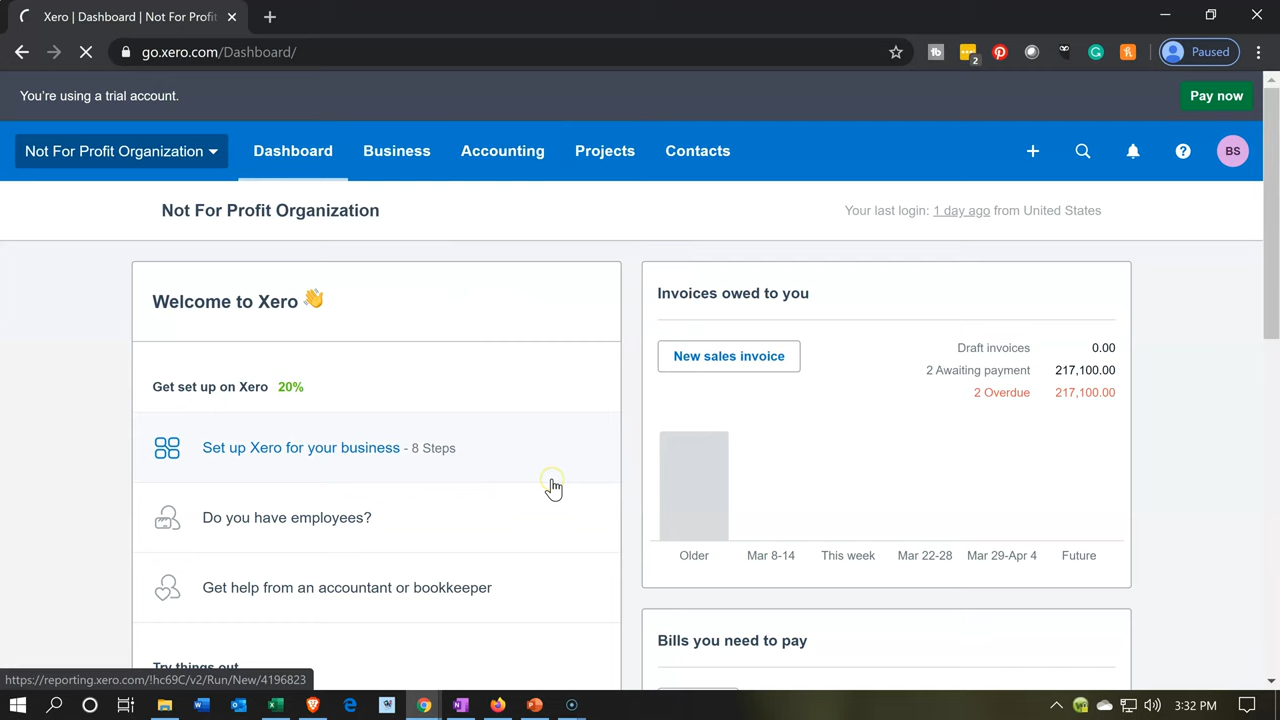 Xero | Dashboard | Not For Profit
go.xero.com/Dashboard/
2
Paused
You're using a trial account.
Pay now
Not For Profit Organization
Dashboard
Business
Accounting
Projects
Contacts
BS
Not For Profit Organization
Your last login: 1 day ago from United States
Welcome to Xero
Get set up on Xero 20%
Set up Xero for your business - 8 Steps
Do you have employees?
Get help from an accountant or bookkeeper
Try things out
Invoices owed to you
New sales invoice
Draft invoices 0.00
2 Awaiting payment 217,100.00
2 Overdue 217,100.00
Older Mar 8-14 This week Mar 22-28 Mar 29-Apr 4 Future
Bills you need to pay
https://reporting.xero.com/!hc69C/v2/Run/New/4196823
3:32 PM